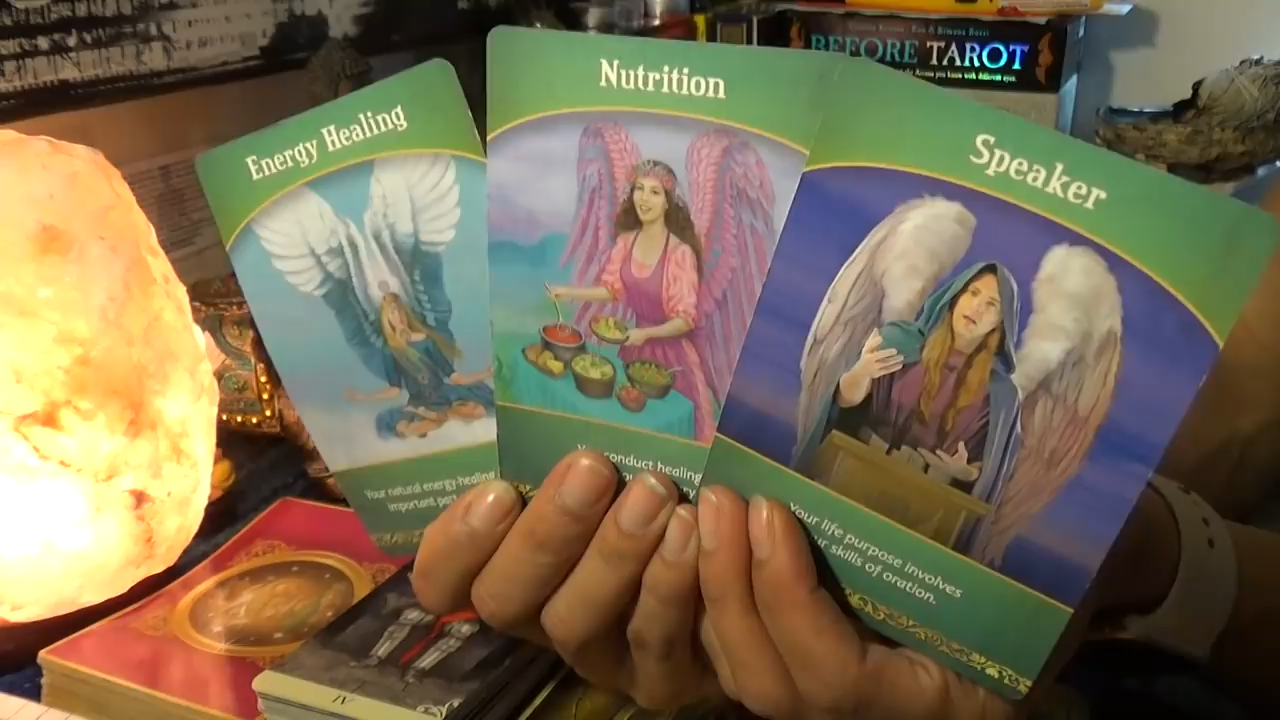 BEFORE TAROT
Energy Healing
Nutrition
Speaker
Your natural energy-healing
important part
conduct healing
Your life purpose involves
skills of oration.
IV